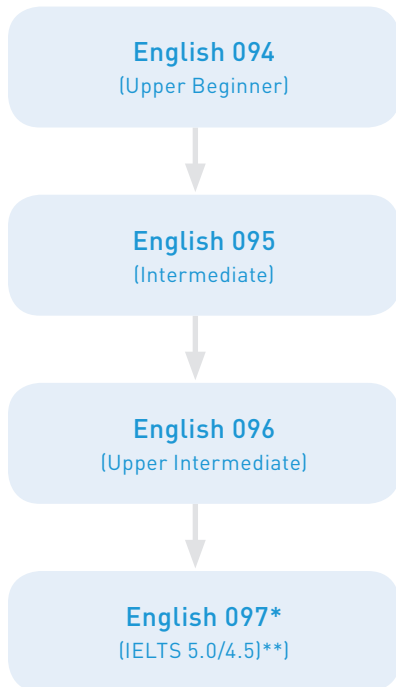 English 094
(Upper Beginner)
English 095
(Intermediate)
English 096
(Upper Intermediate)
English 097*
(IELTS 5.0/4.5)**)